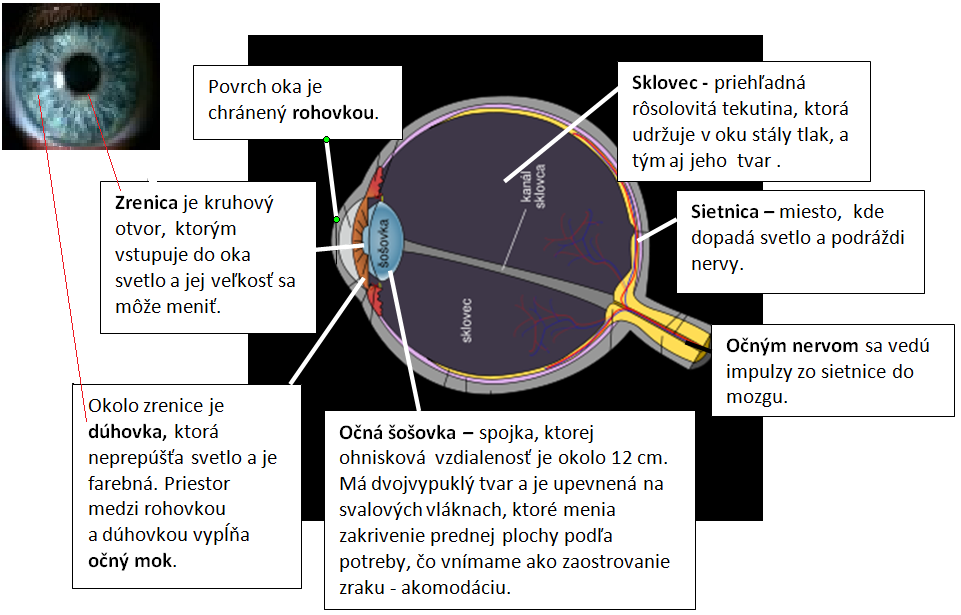 Povrch oka je
chránený rohovkou.
Sklovec - priehľadná
rôsolovitá tekutina, ktorá
udržuje v oku stály tlak, a
tým aj jeho tvar .
Zrenica je kruhový
otvor, ktorým
vstupuje do oka
svetlo a jej veľkosť sa
môže meniť.
kanál
sklovca
šošovka
sklovec
Sietnica – miesto, kde
dopadá svetlo a podráždi
nervy.
Očným nervom sa vedú
impulzy zo sietnice do
mozgu.
Okolo zrenice je
dúhovka, ktorá
neprepúšťa svetlo a je
farebná. Priestor
medzi rohovkou
a dúhovkou vypĺňa
očný mok.
Očná šošovka – spojka, ktorej
ohnisková vzdialenosť je okolo 12 cm.
Má dvojvypuklý tvar a je upevnená na
svalových vláknach, ktoré menia
zakrivenie prednej plochy podľa
potreby, čo vnímame ako zaostrovanie
zraku - akomodáciu.